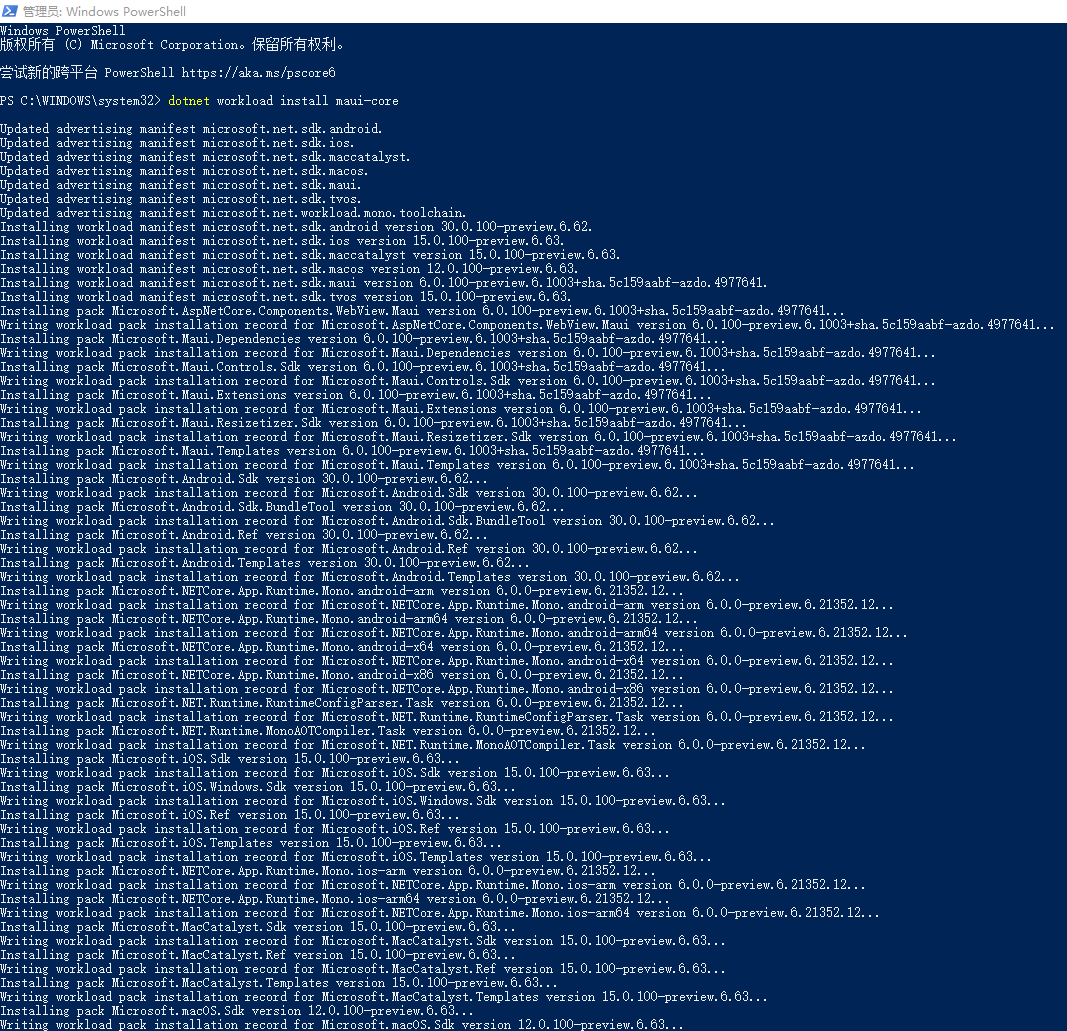 管理员: Windows PowerShell
Windows PowerShell
版权所有 (C) Microsoft Corporation。保留所有权利。
尝试新的跨平台 PowerShell https://aka.ms/pscore6
PS C:\WINDOWS\system32> dotnet workload install maui-core
Updated advertising manifest microsoft.net.sdk.android.
Updated advertising manifest microsoft.net.sdk.ios.
Updated advertising manifest microsoft.net.sdk.maccatalyst.
Updated advertising manifest microsoft.net.sdk.macos.
Updated advertising manifest microsoft.net.sdk.maui.
Updated advertising manifest microsoft.net.sdk.tvos.
Updated advertising manifest microsoft.net.workload.mono.toolchain.
Installing workload manifest microsoft.net.sdk.android version 30.0.100-preview.6.62.
Installing workload manifest microsoft.net.sdk.ios version 15.0.100-preview.6.63.
Installing workload manifest microsoft.net.sdk.maccatalyst version 15.0.100-preview.6.63.
Installing workload manifest microsoft.net.sdk.macos version 12.0.100-preview.6.63.
Installing workload manifest microsoft.net.sdk.maui version 6.0.100-preview.6.1003+sha.5c159aabf-azdo.4977641.
Installing workload manifest microsoft.net.sdk.tvos version 15.0.100-preview.6.63.
Installing pack Microsoft.AspNetCore.Components.WebView.Maui version 6.0.100-preview.6.1003+sha.5c159aabf-azdo.4977641...
Writing workload pack installation record for Microsoft.AspNetCore.Components.WebView.Maui version 6.0.100-preview.6.1003+sha.5c159aabf-azdo.4977641...
Installing pack Microsoft.Maui.Dependencies version 6.0.100-preview.6.1003+sha.5c159aabf-azdo.4977641...
Writing workload pack installation record for Microsoft.Maui.Dependencies version 6.0.100-preview.6.1003+sha.5c159aabf-azdo.4977641...
Installing pack Microsoft.Maui.Controls.Sdk version 6.0.100-preview.6.1003+sha.5c159aabf-azdo.4977641...
Writing workload pack installation record for Microsoft.Maui.Controls.Sdk version 6.0.100-preview.6.1003+sha.5c159aabf-azdo.4977641...
Installing pack Microsoft.Maui.Extensions version 6.0.100-preview.6.1003+sha.5c159aabf-azdo.4977641...
Writing workload pack installation record for Microsoft.Maui.Extensions version 6.0.100-preview.6.1003+sha.5c159aabf-azdo.4977641...
Installing pack Microsoft.Maui.Resizetizer.Sdk version 6.0.100-preview.6.1003+sha.5c159aabf-azdo.4977641...
Writing workload pack installation record for Microsoft.Maui.Resizetizer.Sdk version 6.0.100-preview.6.1003+sha.5c159aabf-azdo.4977641...
Installing pack Microsoft.Maui.Templates version 6.0.100-preview.6.1003+sha.5c159aabf-azdo.4977641...
Writing workload pack installation record for Microsoft.Maui.Templates version 6.0.100-preview.6.1003+sha.5c159aabf-azdo.4977641...
Installing pack Microsoft.Android.Sdk version 30.0.100-preview.6.62...
Writing workload pack installation record for Microsoft.Android.Sdk version 30.0.100-preview.6.62...
Installing pack Microsoft.Android.Sdk.BundleTool version 30.0.100-preview.6.62...
Writing workload pack installation record for Microsoft.Android.Sdk.BundleTool version 30.0.100-preview.6.62...
Installing pack Microsoft.Android.Ref version 30.0.100-preview.6.62...
Writing workload pack installation record for Microsoft.Android.Ref version 30.0.100-preview.6.62...
Installing pack Microsoft.Android.Templates version 30.0.100-preview.6.62...
Writing workload pack installation record for Microsoft.Android.Templates version 30.0.100-preview.6.62...
Installing pack Microsoft.NETCore.App.Runtime.Mono.android-arm version 6.0.0-preview.6.21352.12...
Writing workload pack installation record for Microsoft.NETCore.App.Runtime.Mono.android-arm version 6.0.0-preview.6.21352.12...
Installing pack Microsoft.NETCore.App.Runtime.Mono.android-arm64 version 6.0.0-preview.6.21352.12...
Writing workload pack installation record for Microsoft.NETCore.App.Runtime.Mono.android-arm64 version 6.0.0-preview.6.21352.12...
Installing pack Microsoft.NETCore.App.Runtime.Mono.android-x64 version 6.0.0-preview.6.21352.12...
Writing workload pack installation record for Microsoft.NETCore.App.Runtime.Mono.android-x64 version 6.0.0-preview.6.21352.12...
Installing pack Microsoft.NETCore.App.Runtime.Mono.android-x86 version 6.0.0-preview.6.21352.12...
Writing workload pack installation record for Microsoft.NETCore.App.Runtime.Mono.android-x86 version 6.0.0-preview.6.21352.12...
Installing pack Microsoft.NET.Runtime.RuntimeConfigParser.Task version 6.0.0-preview.6.21352.12...
Writing workload pack installation record for Microsoft.NET.Runtime.RuntimeConfigParser.Task version 6.0.0-preview.6.21352.12...
Installing pack Microsoft.NET.Runtime.MonoAOTCompiler.Task version 6.0.0-preview.6.21352.12...
Writing workload pack installation record for Microsoft.NET.Runtime.MonoAOTCompiler.Task version 6.0.0-preview.6.21352.12...
Installing pack Microsoft.iOS.Sdk version 15.0.100-preview.6.63...
Writing workload pack installation record for Microsoft.iOS.Sdk version 15.0.100-preview.6.63...
Installing pack Microsoft.iOS.Windows.Sdk version 15.0.100-preview.6.63...
Writing workload pack installation record for Microsoft.iOS.Windows.Sdk version 15.0.100-preview.6.63...
Installing pack Microsoft.iOS.Ref version 15.0.100-preview.6.63...
Writing workload pack installation record for Microsoft.iOS.Ref version 15.0.100-preview.6.63...
Installing pack Microsoft.iOS.Templates version 15.0.100-preview.6.63...
Writing workload pack installation record for Microsoft.iOS.Templates version 15.0.100-preview.6.63...
Installing pack Microsoft.NETCore.App.Runtime.Mono.ios-arm version 6.0.0-preview.6.21352.12...
Writing workload pack installation record for Microsoft.NETCore.App.Runtime.Mono.ios-arm version 6.0.0-preview.6.21352.12...
Installing pack Microsoft.NETCore.App.Runtime.Mono.ios-arm64 version 6.0.0-preview.6.21352.12...
Writing workload pack installation record for Microsoft.NETCore.App.Runtime.Mono.ios-arm64 version 6.0.0-preview.6.21352.12...
Installing pack Microsoft.MacCatalyst.Sdk version 15.0.100-preview.6.63...
Writing workload pack installation record for Microsoft.MacCatalyst.Sdk version 15.0.100-preview.6.63...
Installing pack Microsoft.MacCatalyst.Ref version 15.0.100-preview.6.63...
Writing workload pack installation record for Microsoft.MacCatalyst.Ref version 15.0.100-preview.6.63...
Installing pack Microsoft.MacCatalyst.Templates version 15.0.100-preview.6.63...
Writing workload pack installation record for Microsoft.MacCatalyst.Templates version 15.0.100-preview.6.63...
Installing pack Microsoft.macOS.Sdk version 12.0.100-preview.6.63...
Writing workload pack installation record for Microsoft.macOS.Sdk version 12.0.100-preview.6.63...